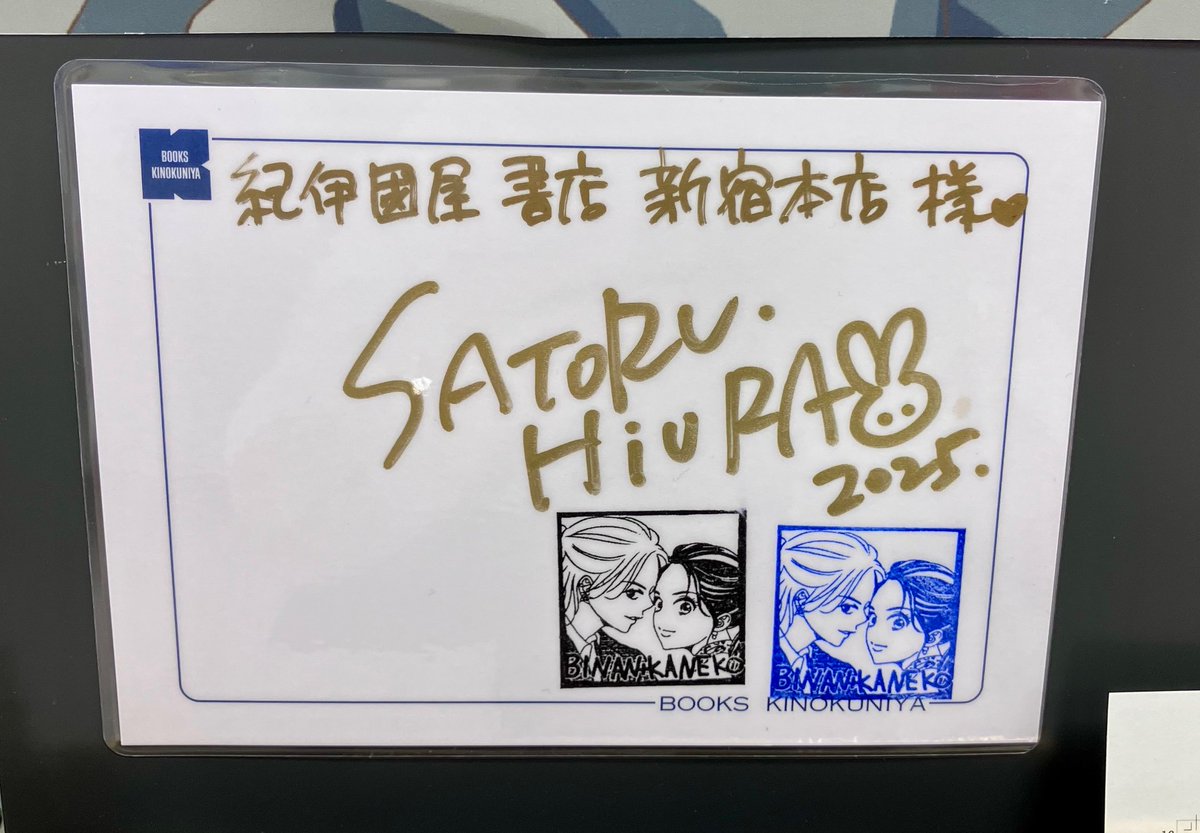 BOOKS
KINOKUNIYA
紀伊國屋 書店 新宿本店 様
SATORU.
HiURA
2025.
BINAN+KANEKO
BINAN+KANEKO
BOOKS KINOKUNIYA